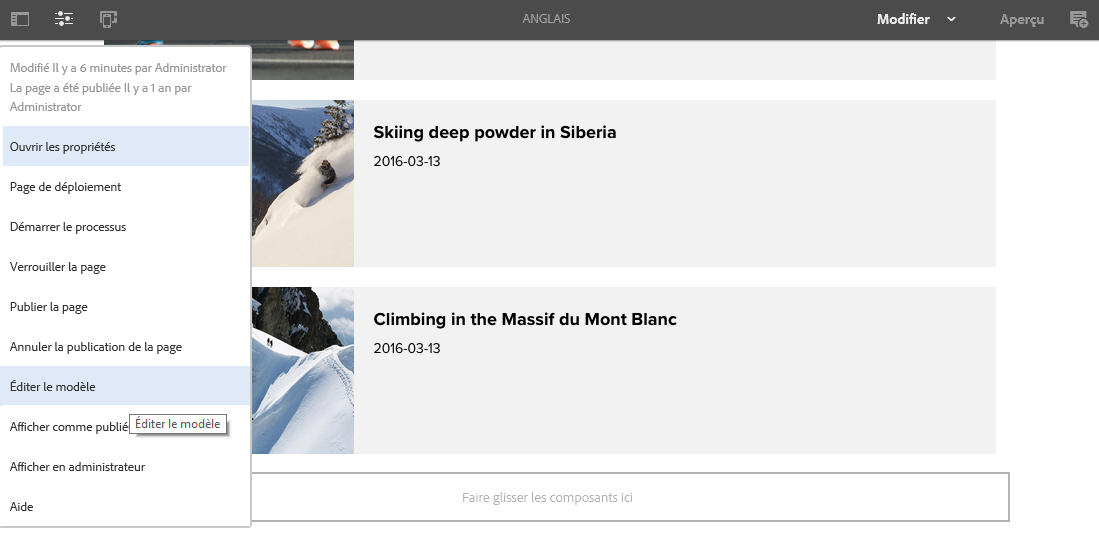 ANGLAIS
Modifier
Aperçu
Modifié Il y a 6 minutes par Administrator
La page a été publiée Il y a 1 an par
Administrator
Ouvrir les propriétés
Page de déploiement
Démarrer le processus
Verrouiller la page
Publier la page
Annuler la publication de la page
Éditer le modèle
Afficher comme publié
Éditer le modèle
Afficher en administrateur
Aide
Skiing deep powder in Siberia
2016-03-13
Climbing in the Massif du Mont Blanc
2016-03-13
Faire glisser les composants ici